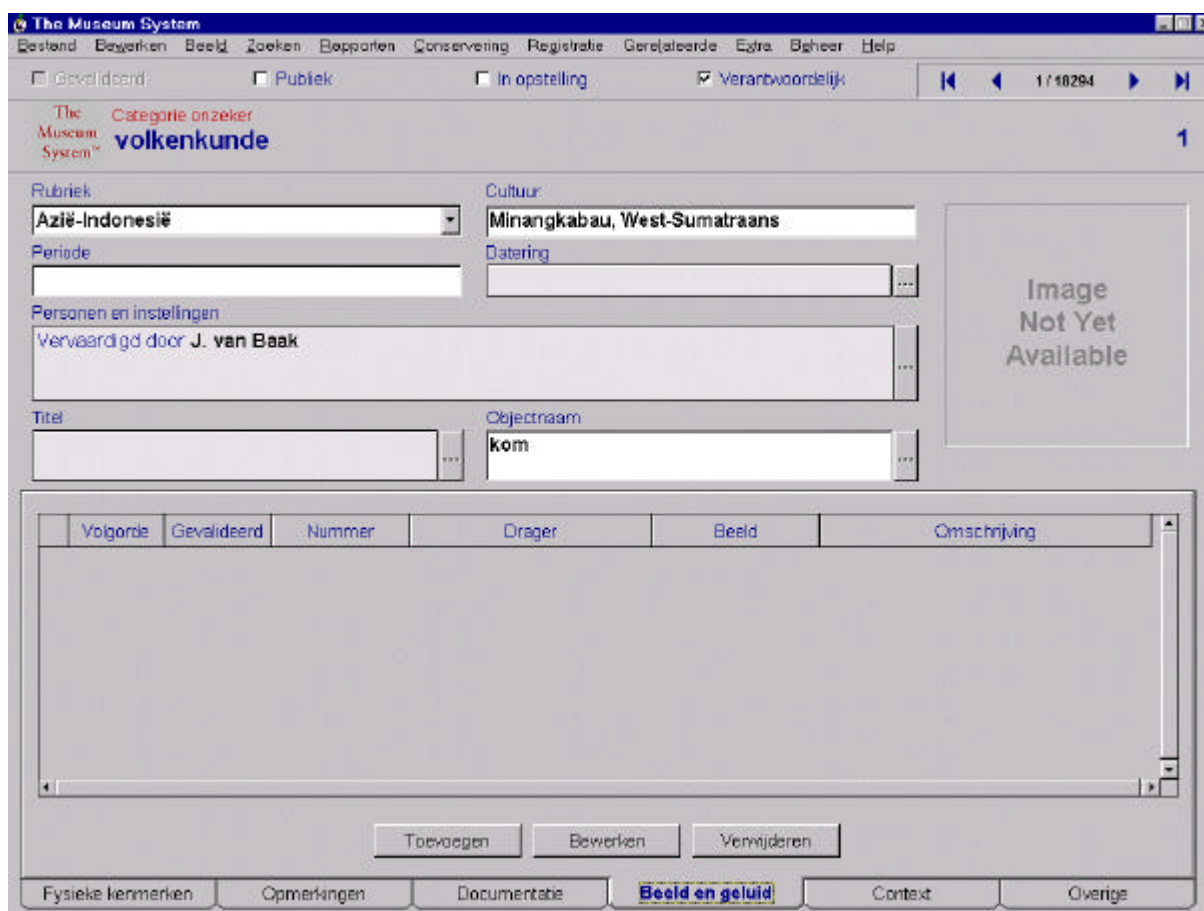 The Museum System
Bestand Bewerken Beeld Zoeken Rapporten Conservering Registratie Gerelateerde Extra Beheer Help
Gevalideerd Publiek In opstelling Verantwoordelijk 1 / 18294
The Museum System™
Categorie onzeker
volkenkunde
1
Rubriek Cultuur
Azië-Indonesië Minangkabau, West-Sumatraans
Periode Datering
...
Image
Not Yet
Available
Personen en instellingen
Vervaardigd door J. van Baak
...
Titel Objectnaam
... kom ...
Volgorde Gevalideerd Nummer Drager Beeld Omschrijving
Toevoegen Bewerken Verwijderen
Fysieke kenmerken Opmerkingen Documentatie Beeld en geluid Context Overige